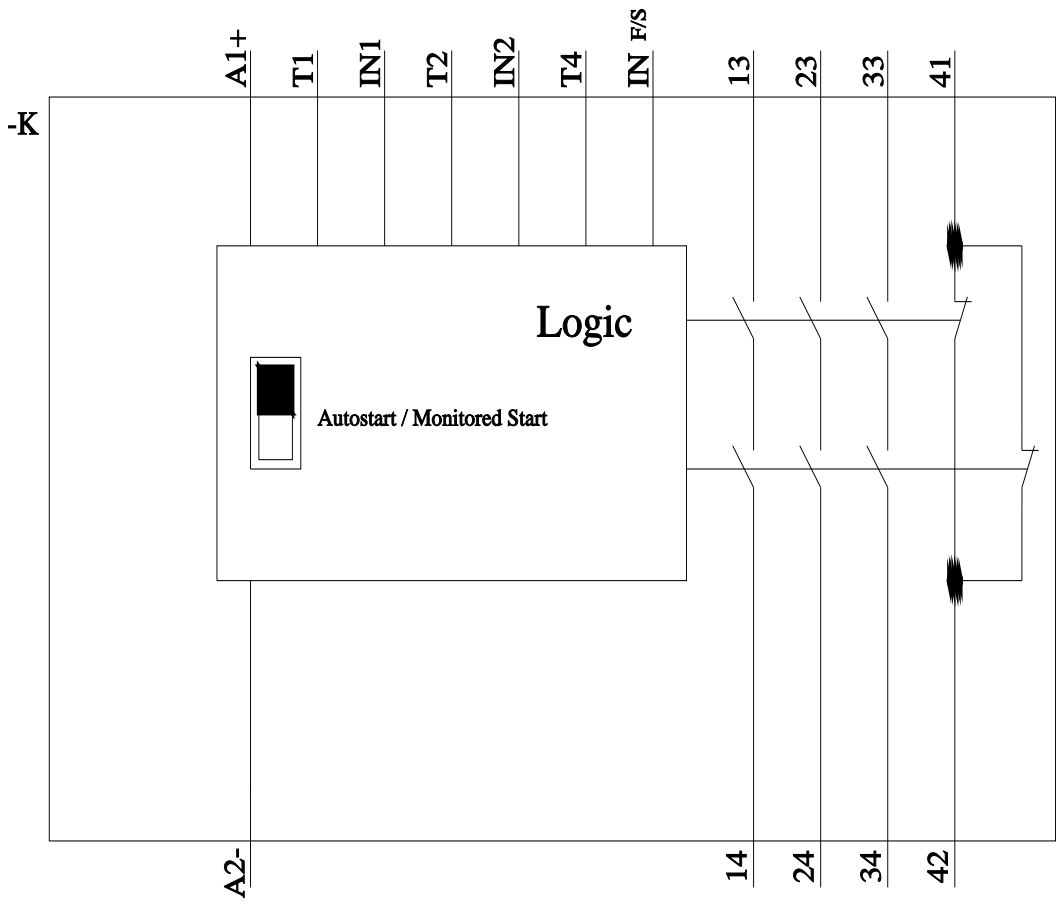 A1+
T1
IN1
T2
IN2
T4
IN F/S
13
23
33
41
-K
Logic
Autostart / Monitored Start
A2-
14
24
34
42